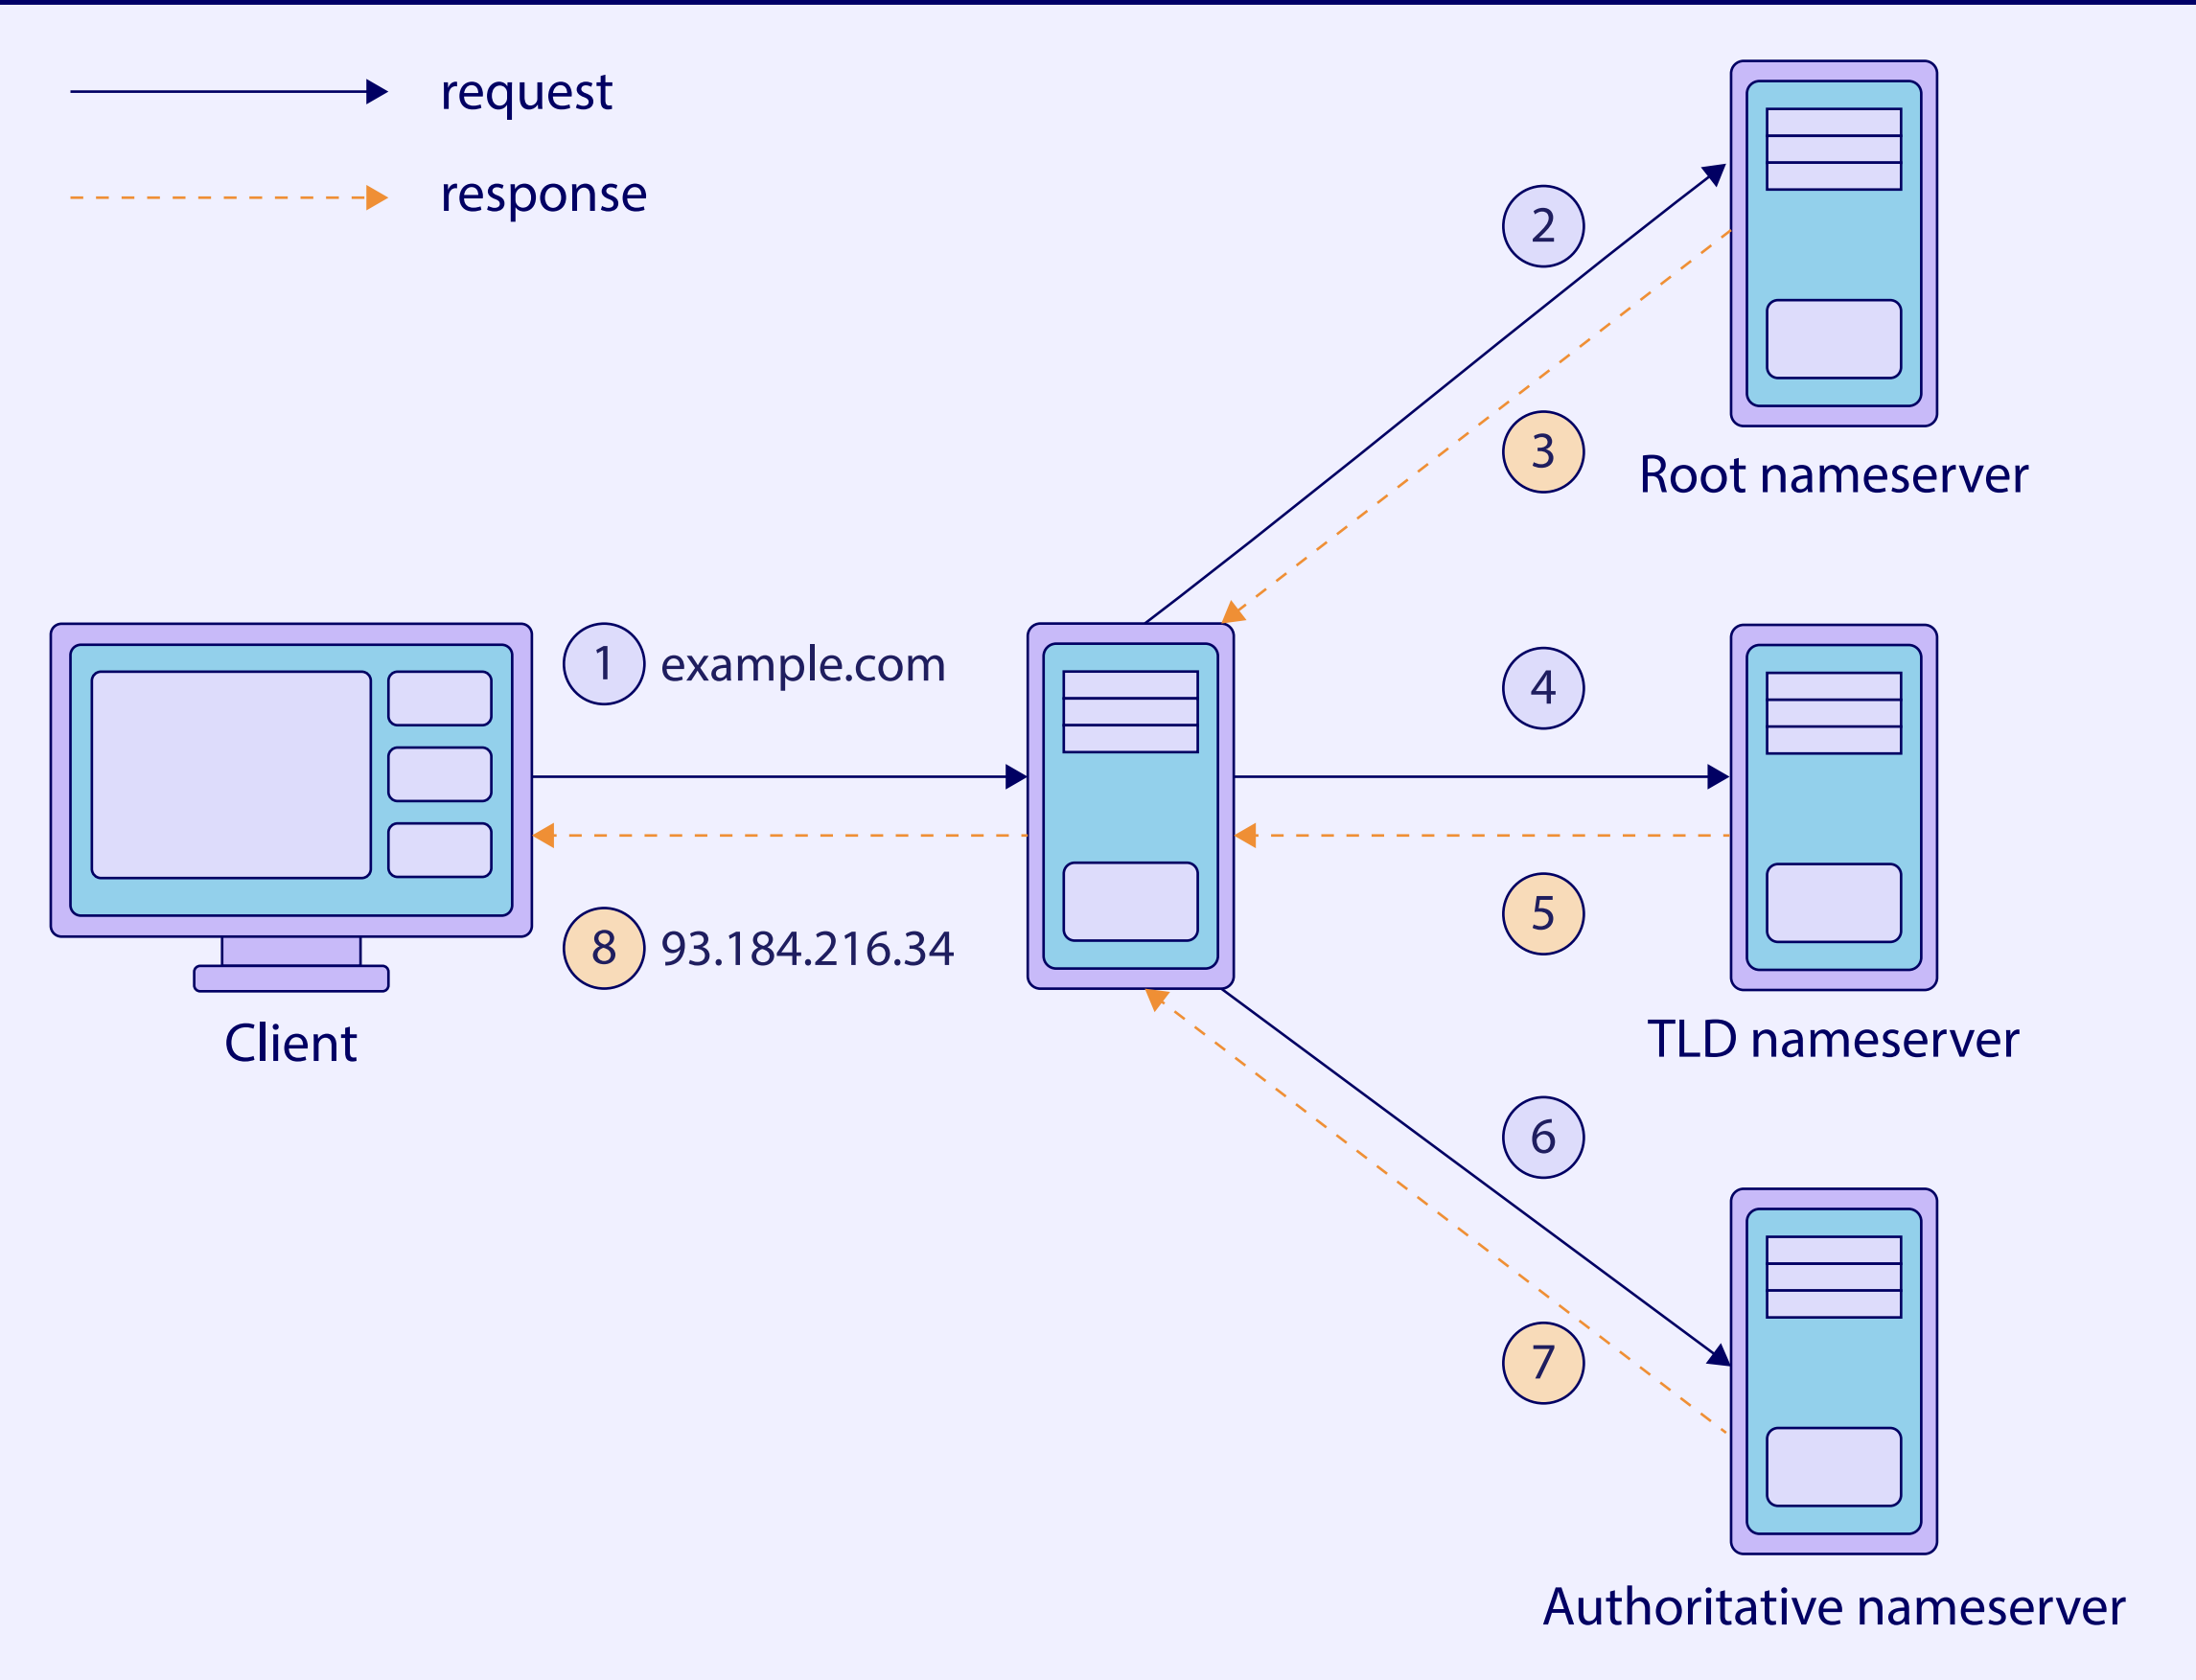 request
response
2
3
Root nameserver
1 example.com
4
8 93.184.216.34
5
Client
TLD nameserver
6
7
Authoritative nameserver